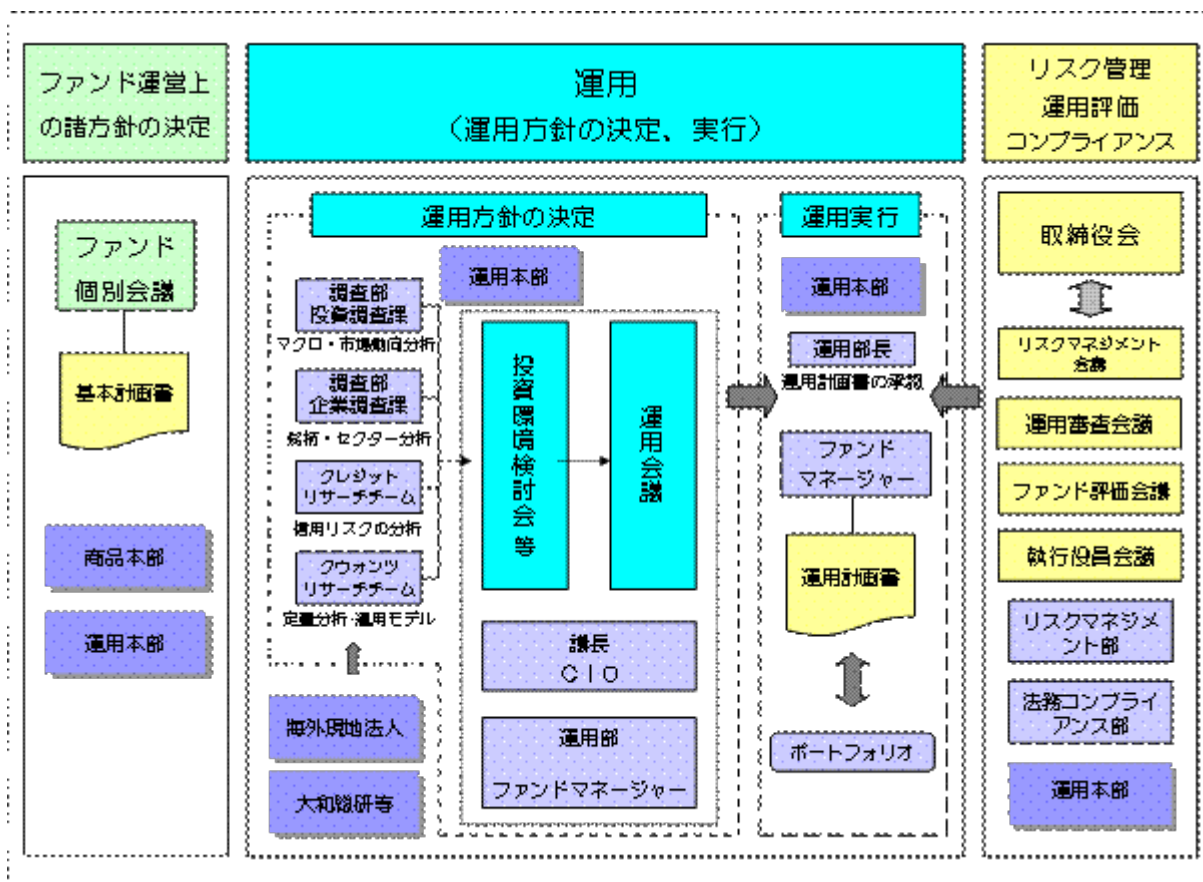 ファンド運営上
の諸方針の決定
ファンド
個別会議
基本計画書
商品本部
運用本部
運用
（運用方針の決定、実行）
運用方針の決定
運用本部
調査部
投資調査課
マクロ・市場動向分析
調査部
企業調査課
銘柄・セクター分析
クレジット
リサーチチーム
信用リスクの分析
クウォンツ
リサーチチーム
定量分析・運用モデル
海外現地法人
大和総研等
投資環境検討会等
運用会議
議長
ＣＩＯ
運用部
ファンドマネージャー
運用実行
運用本部
運用部長
運用計画書の承認
ファンド
マネージャー
運用計画書
ポートフォリオ
リスク管理
運用評価
コンプライアンス
取締役会
リスクマネジメント
会議
運用審査会議
ファンド評価会議
執行役員会議
リスクマネジメ
ント部
法務コンプライ
アンス部
運用本部